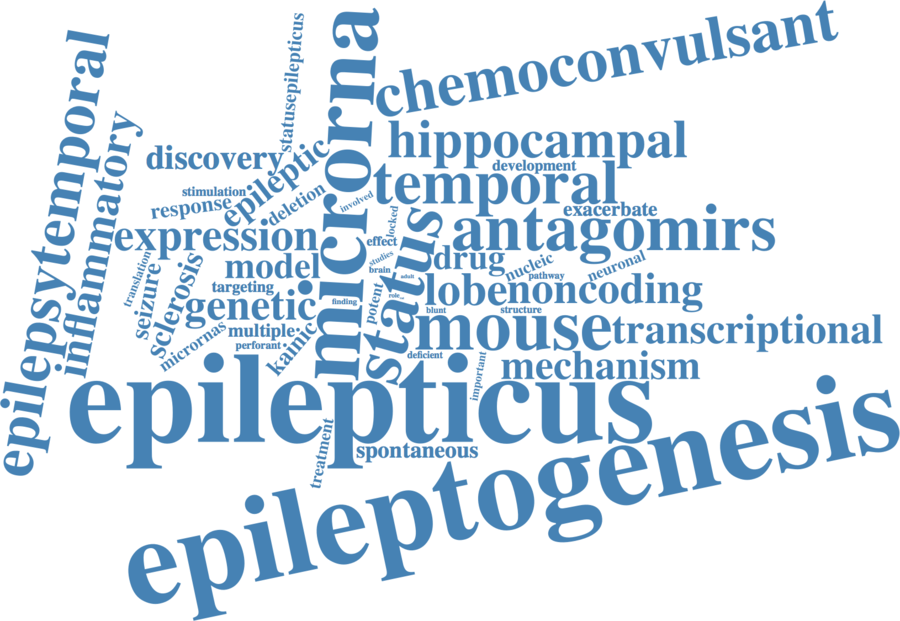 statusepilepticus
microrna
chemoconvulsant
epilepsytemporal
inflammatory
discovery
epileptic
hippocampal
development
temporal
stimulation
response
deletion
involved
locked
exacerbate
expression
effect
status
antagomirs
studies
drug
translation
seizure
sclerosis
model
brain
adult
nucleic
pathway
neuronal
targeting
genetic
finding
potent
lobe
noncoding
blunt
structure
micrornas
multiple
perforant
kainic
mouse
transcriptional
deficient
important
mechanism
epilepticus
treatment
spontaneous
epileptogenesis